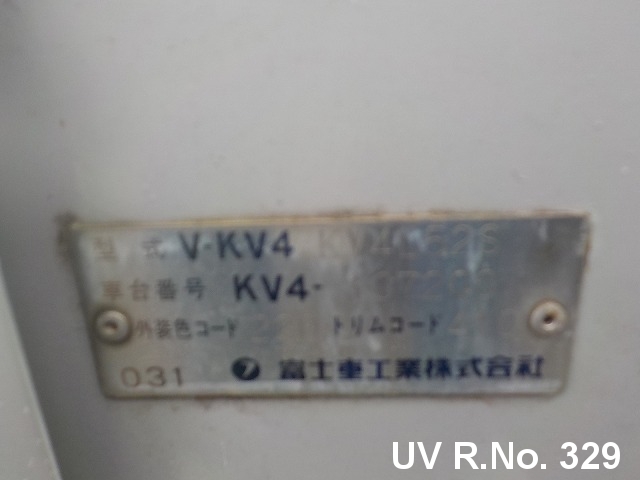 型式 V-KV4
車台番号 KV4-
外装色コード トリムコード
031 富士重工業株式会社
UV R.No. 329